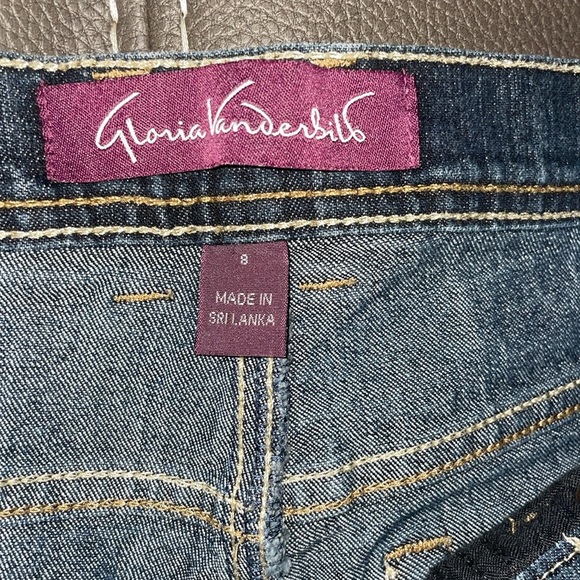 Gloria Vanderbilt
8
MADE IN
SRI LANKA